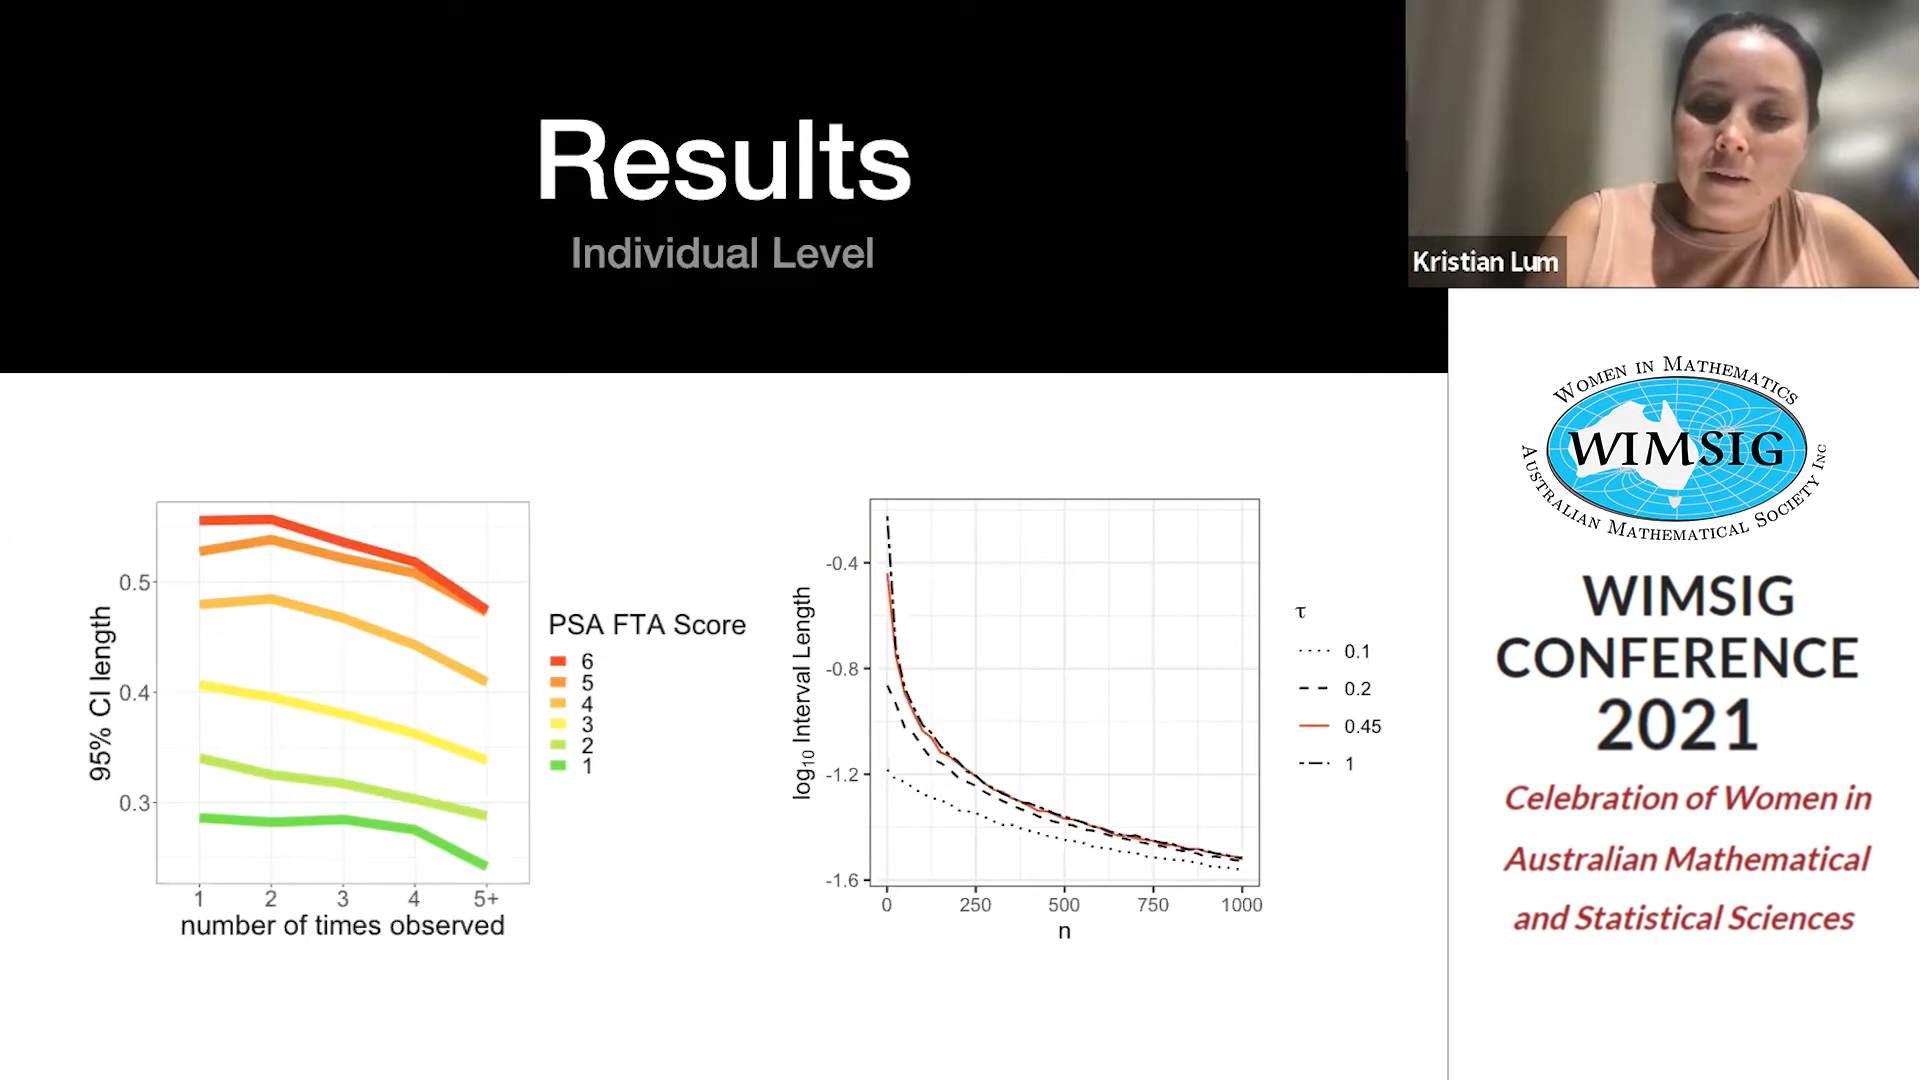 Results
Individual Level
Kristian Lum
WOMEN IN MATHEMATICS
WIMSIG
AUSTRALIAN MATHEMATICAL SOCIETY INC
WIMSIG
CONFERENCE
2021
Celebration of Women in
Australian Mathematical
and Statistical Sciences
95% CI length
0.5
0.4
0.3
1 2 3 4 5+
number of times observed
PSA FTA Score
6
5
4
3
2
1
log10 Interval Length
-0.4
-0.8
-1.2
-1.6
0 250 500 750 1000
n
τ
0.1
0.2
0.45
1